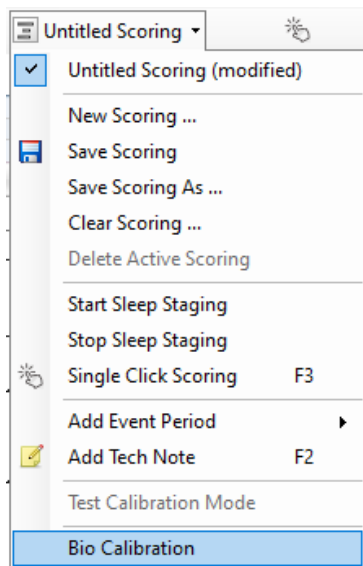 Untitled Scoring
Untitled Scoring (modified)
New Scoring ...
Save Scoring
Save Scoring As ...
Clear Scoring ...
Delete Active Scoring
Start Sleep Staging
Stop Sleep Staging
Single Click Scoring F3
Add Event Period
Add Tech Note F2
Test Calibration Mode
Bio Calibration